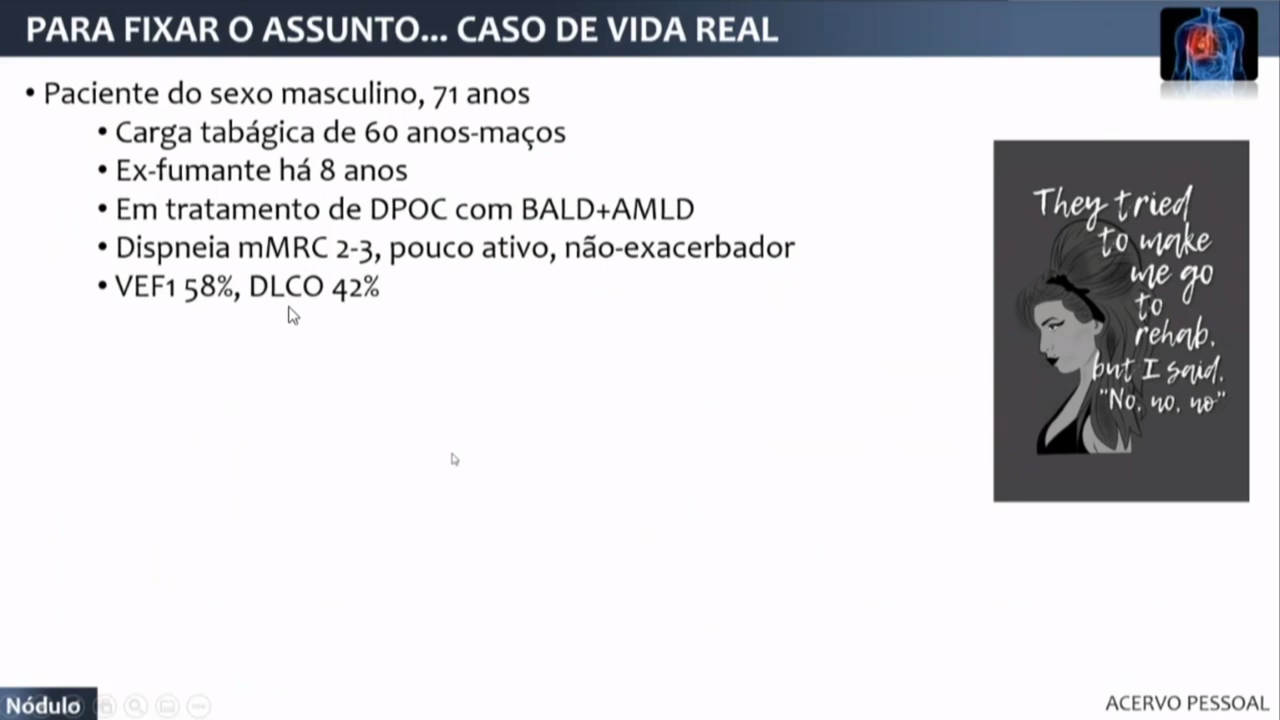 PARA FIXAR O ASSUNTO... CASO DE VIDA REAL
• Paciente do sexo masculino, 71 anos
• Carga tabágica de 60 anos-maços
• Ex-fumante há 8 anos
• Em tratamento de DPOC com BALD+AMLD
• Dispneia mMRC 2-3, pouco ativo, não-exacerbador
• VEF1 58%, DLCO 42%
They tried
to make
me go
to
rehab,
but I said,
"No, no, no"
Nódulo
ACERVO PESSOAL